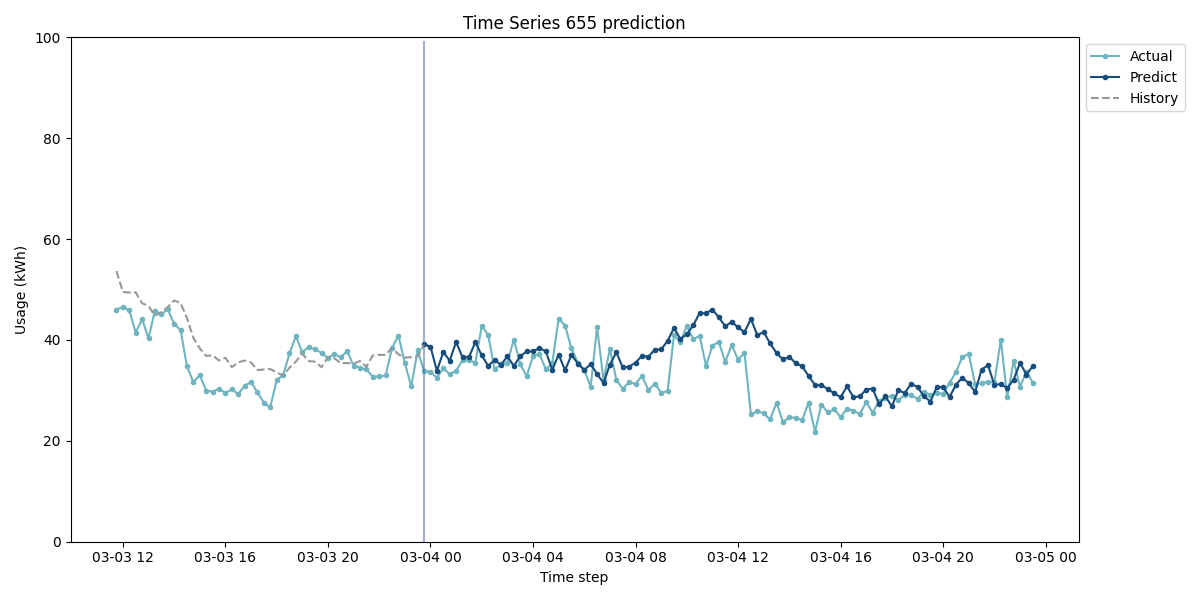 Time Series 655 prediction
100
80
60
40
20
0
Usage (kWh)
03-03 12 03-03 16 03-03 20 03-04 00 03-04 04 03-04 08 03-04 12 03-04 16 03-04 20 03-05 00
Time step
Actual
Predict
History